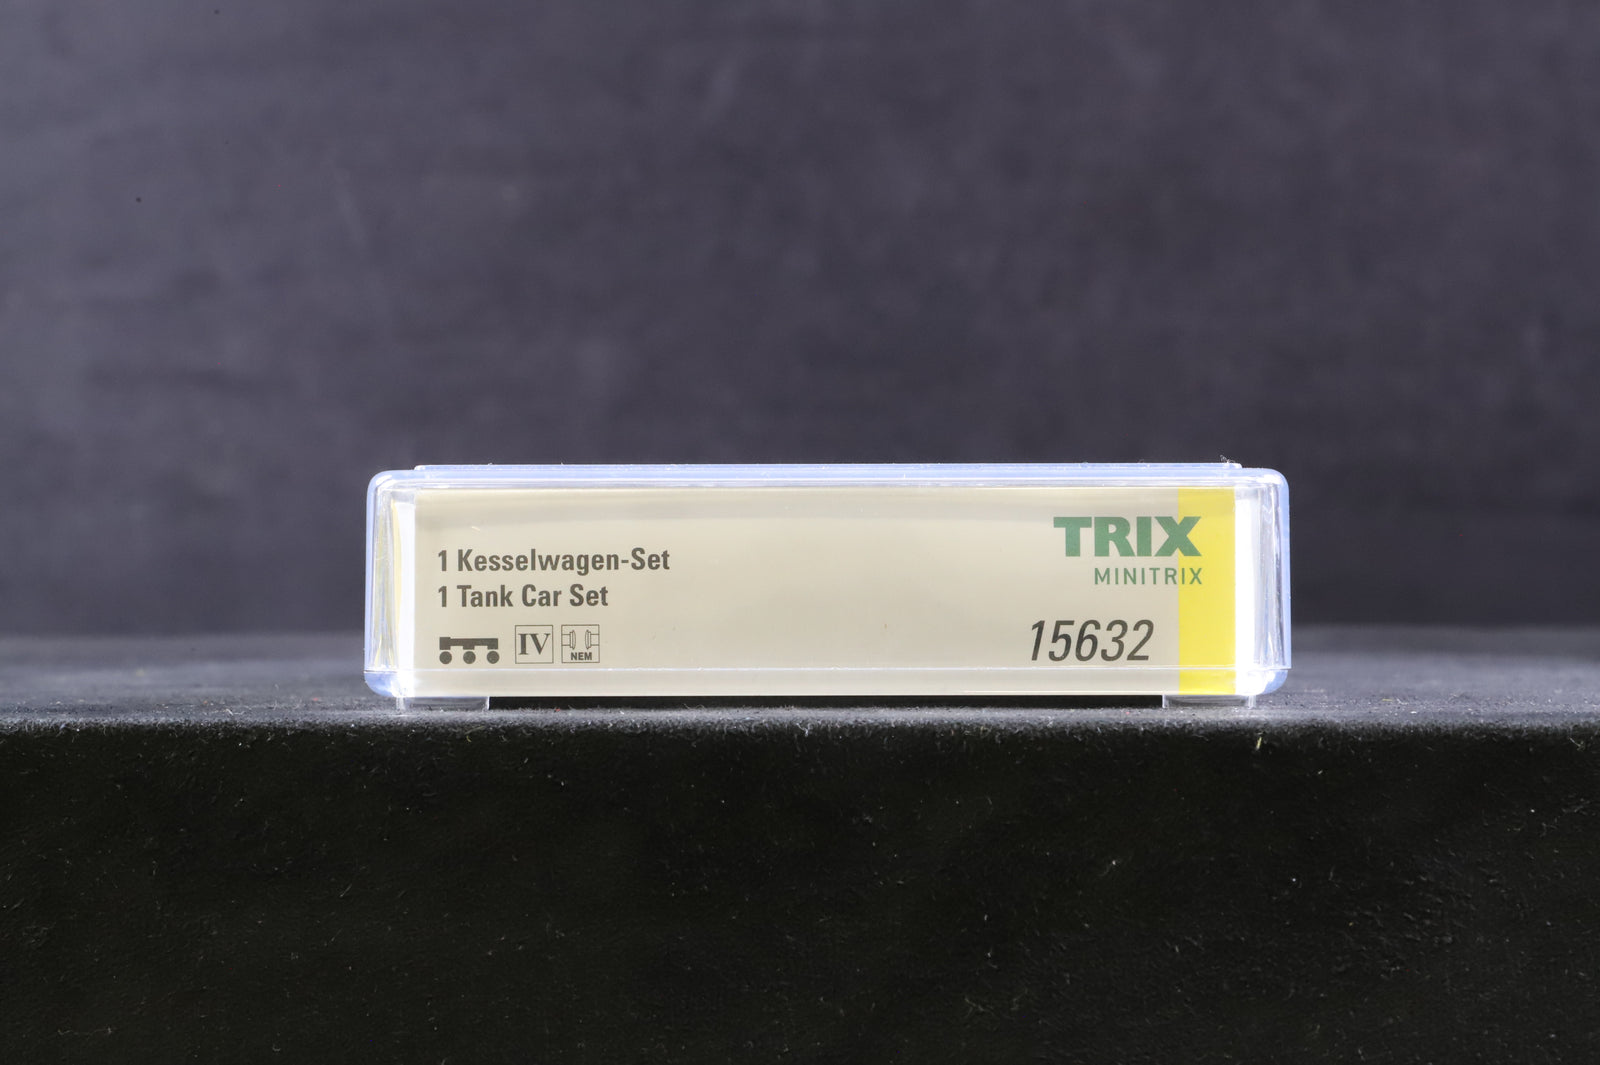 1 Kesselwagen-Set
1 Tank Car Set
IV
NEM
TRIX
MINITRIX
15632